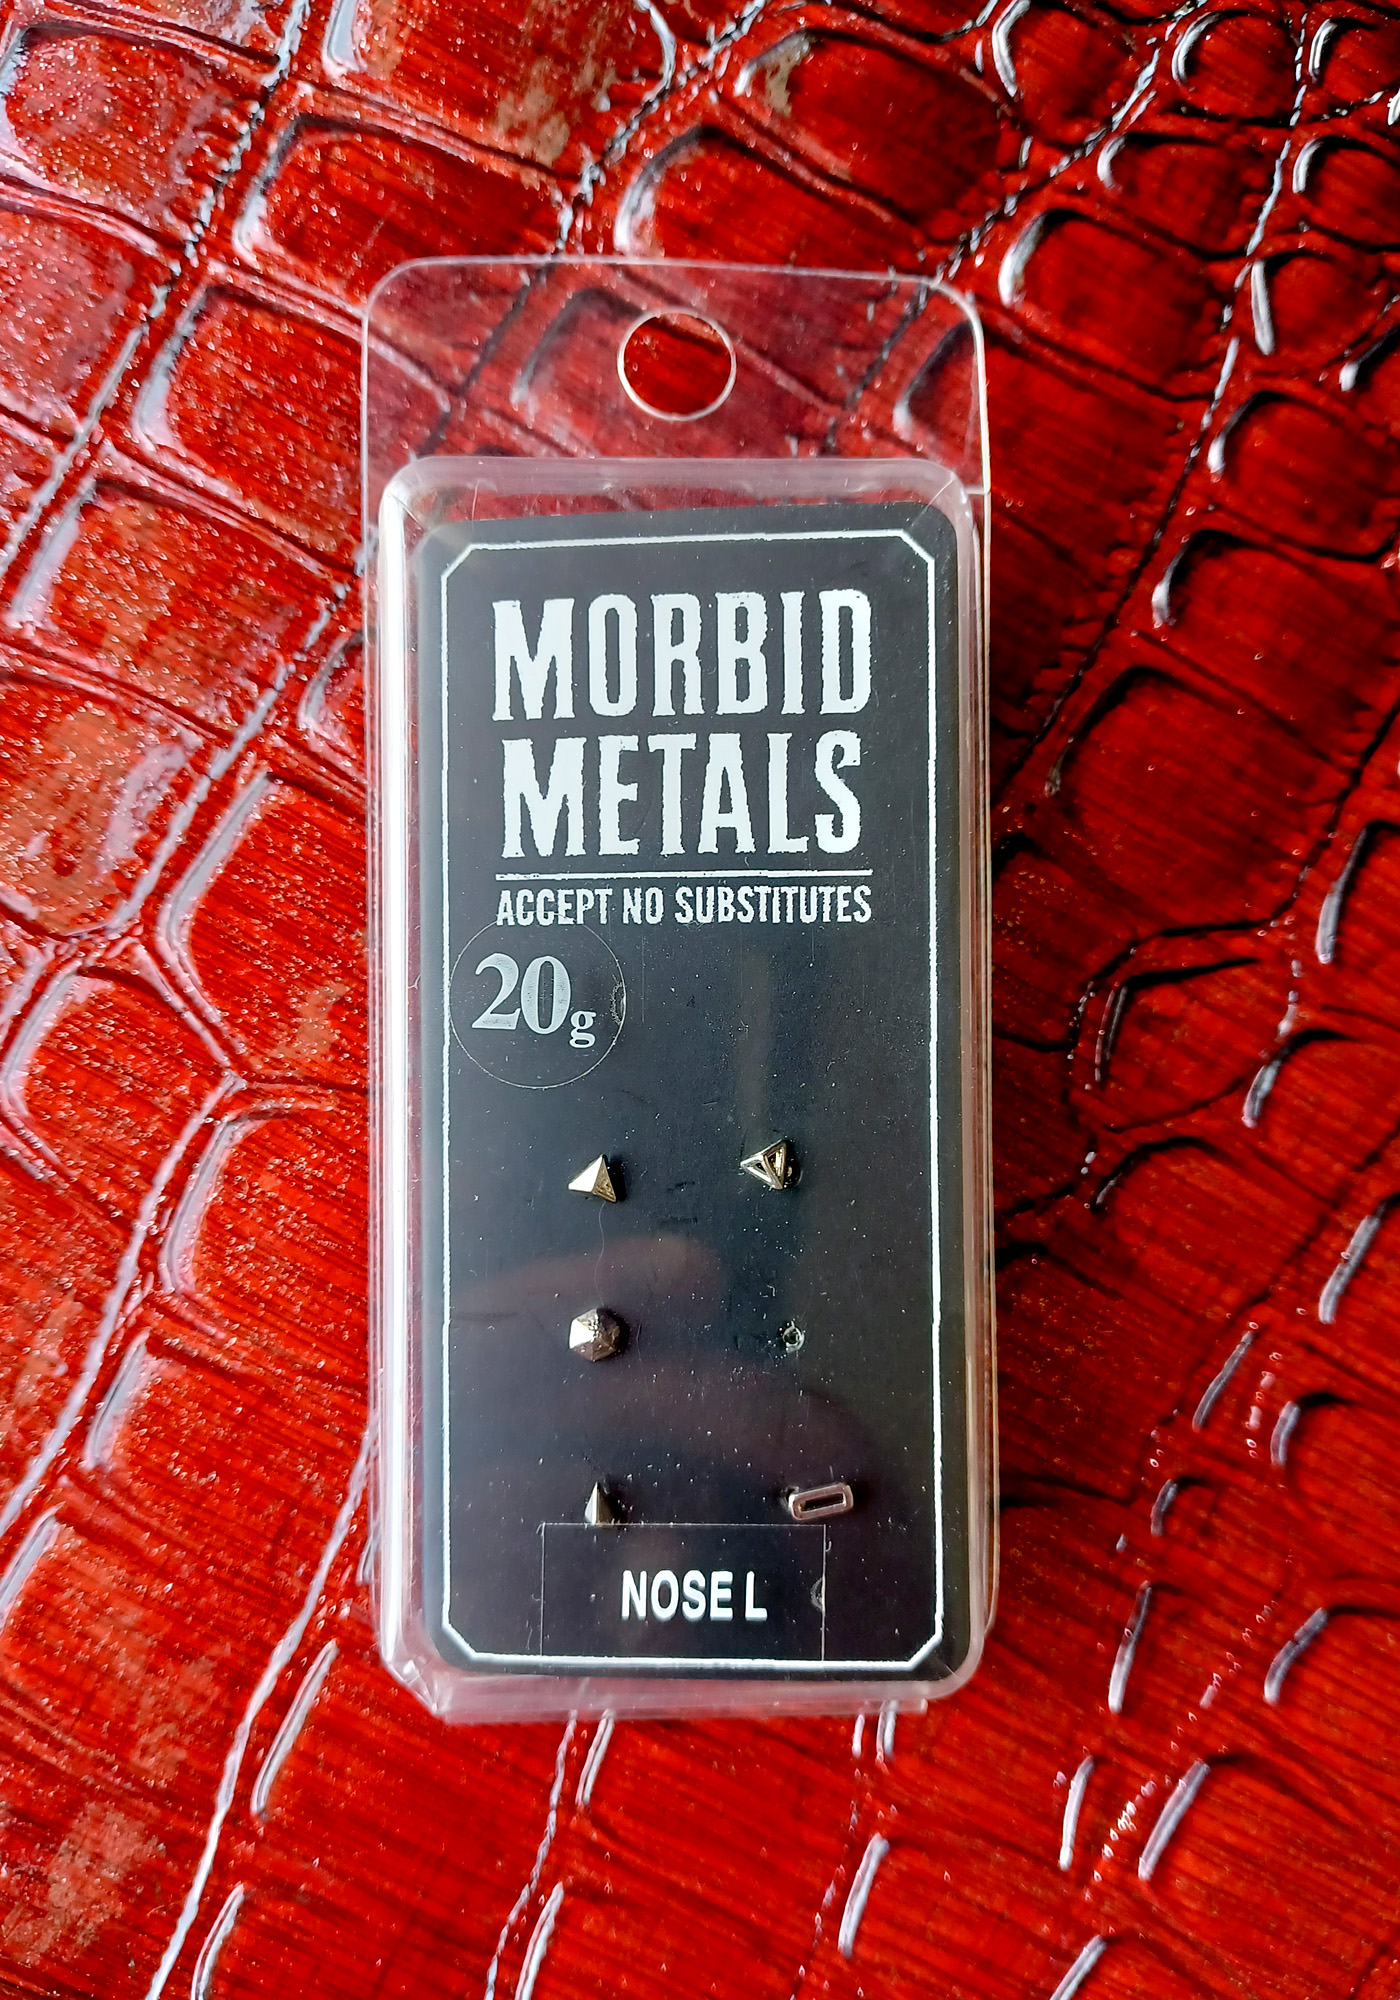 MORBID
METALS
ACCEPT NO SUBSTITUTES
20g
NOSE L